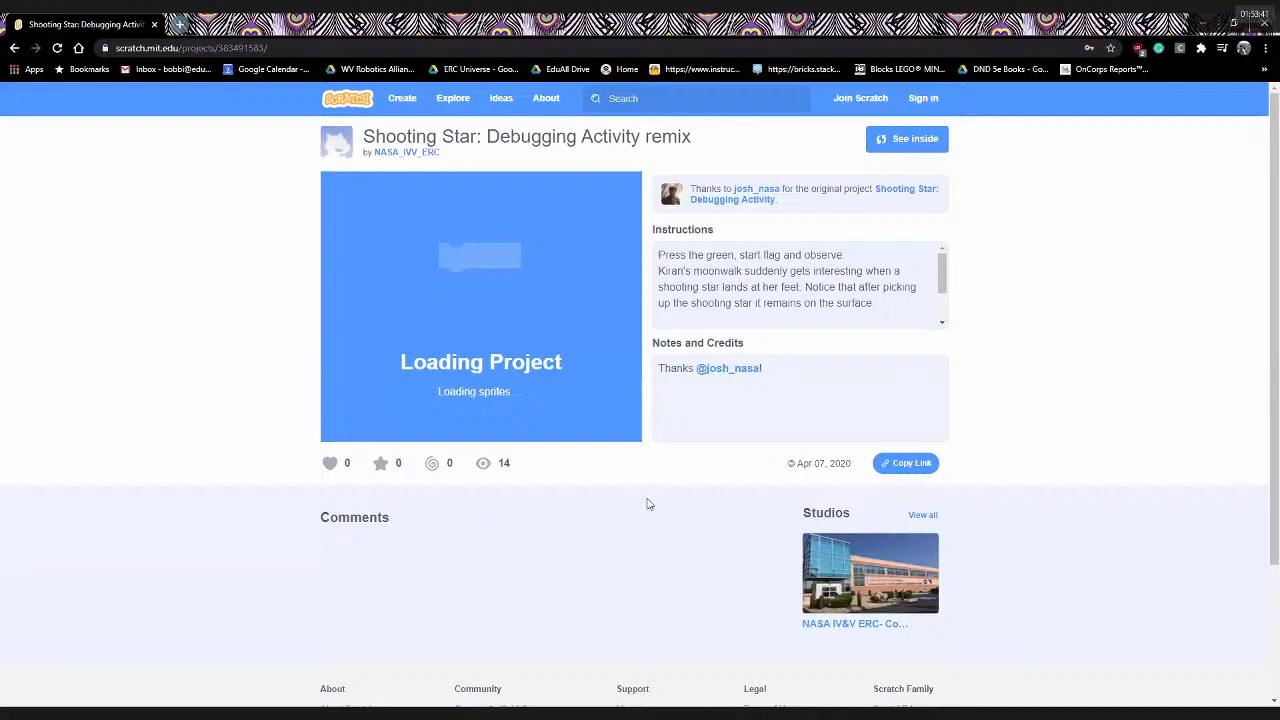 01:53:41
Shooting Star: Debugging Activit
scratch.mit.edu/projects/383491583/
Apps
Bookmarks
Inbox - bobbi@edu...
Google Calendar -...
WV Robotics Allian...
ERC Universe - Goo...
EduAll Drive
Home
https://www.instruc...
https://bricks.stack...
Blocks LEGO® MIN...
DND 5e Books - Go...
OnCorps Reports™...
»
SCRATCH
Create
Explore
Ideas
About
Search
Join Scratch
Sign in
Shooting Star: Debugging Activity remix
by NASA_IVV_ERC
See inside
Thanks to josh_nasa for the original project Shooting Star:
Debugging Activity.
Instructions
Press the green, start flag and observe:
Kiran's moonwalk suddenly gets interesting when a
shooting star lands at her feet. Notice that after picking
up the shooting star it remains on the surface.
Loading Project
Loading sprites ...
Notes and Credits
Thanks @josh_nasa!
0
0
0
14
© Apr 07, 2020
Copy Link
Comments
Studios
View all
NASA IV&V ERC- Co...
About
Community
Support
Legal
Scratch Family